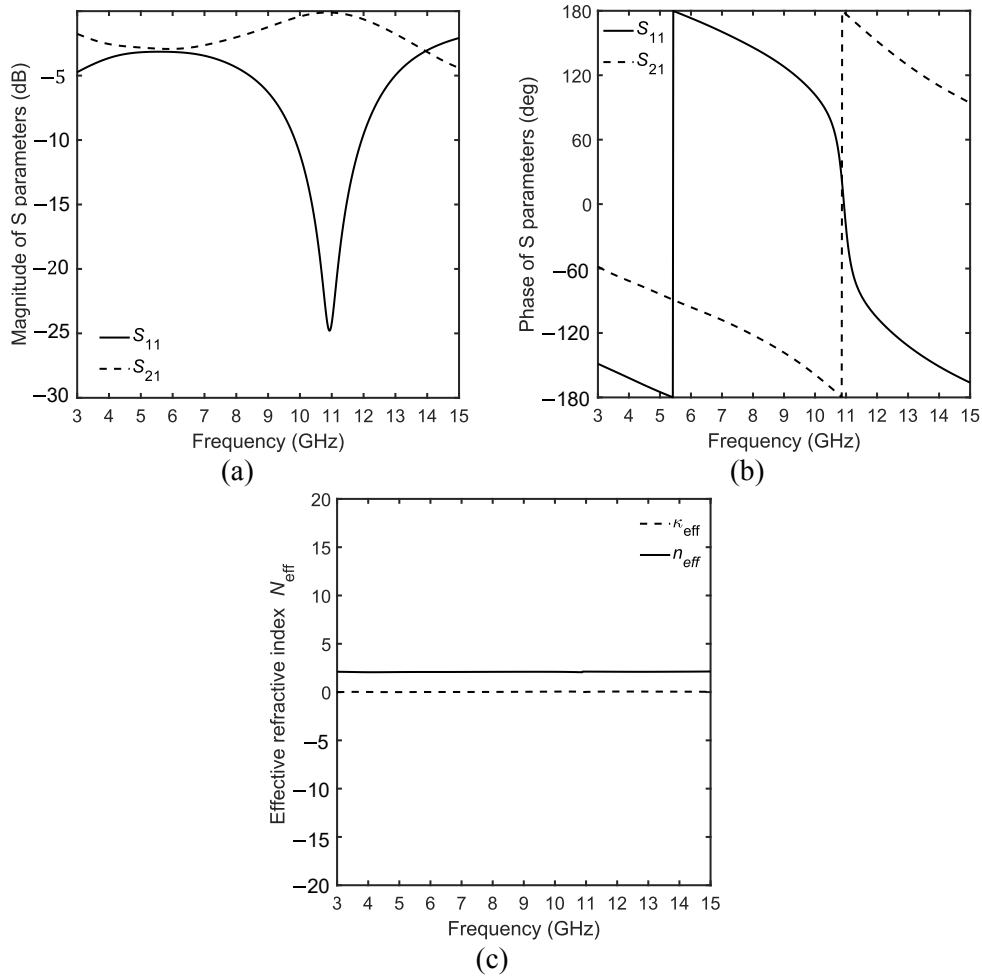 Magnitude of S parameters (dB)
−5
−10
−15
−20
−25
−30
S11
S21
3 4 5 6 7 8 9 10 11 12 13 14 15
Frequency (GHz)
(a)
Phase of S parameters (deg)
180
120
60
0
−60
−120
−180
S11
S21
3 4 5 6 7 8 9 10 11 12 13 14 15
Frequency (GHz)
(b)
Effective refractive index Neff
20
15
10
5
0
−5
−10
−15
−20
κeff
neff
3 4 5 6 7 8 9 10 11 12 13 14 15
Frequency (GHz)
(c)